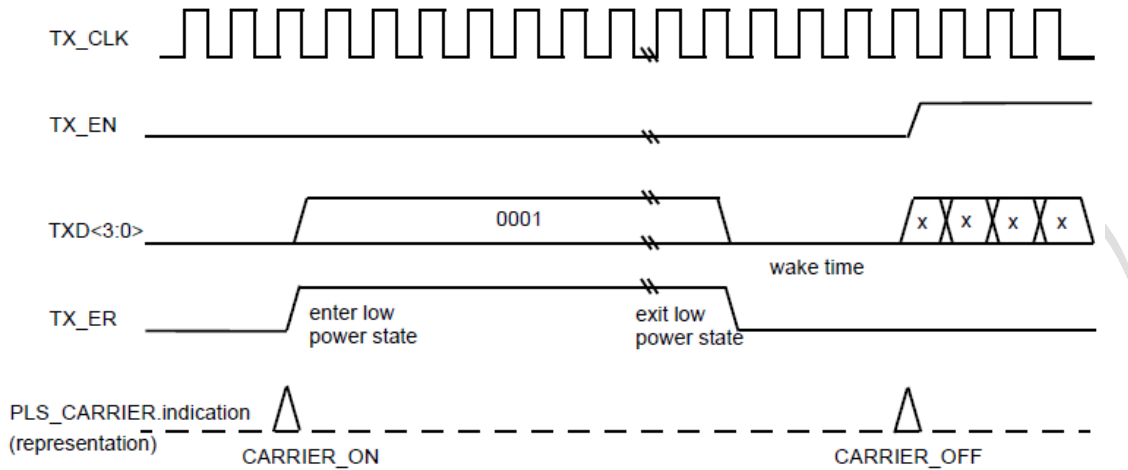 TX_CLK
TX_EN
TXD<3:0>
0001
x x x x
wake time
TX_ER
enter low
power state
exit low
power state
PLS_CARRIER.indication
(representation)
CARRIER_ON
CARRIER_OFF